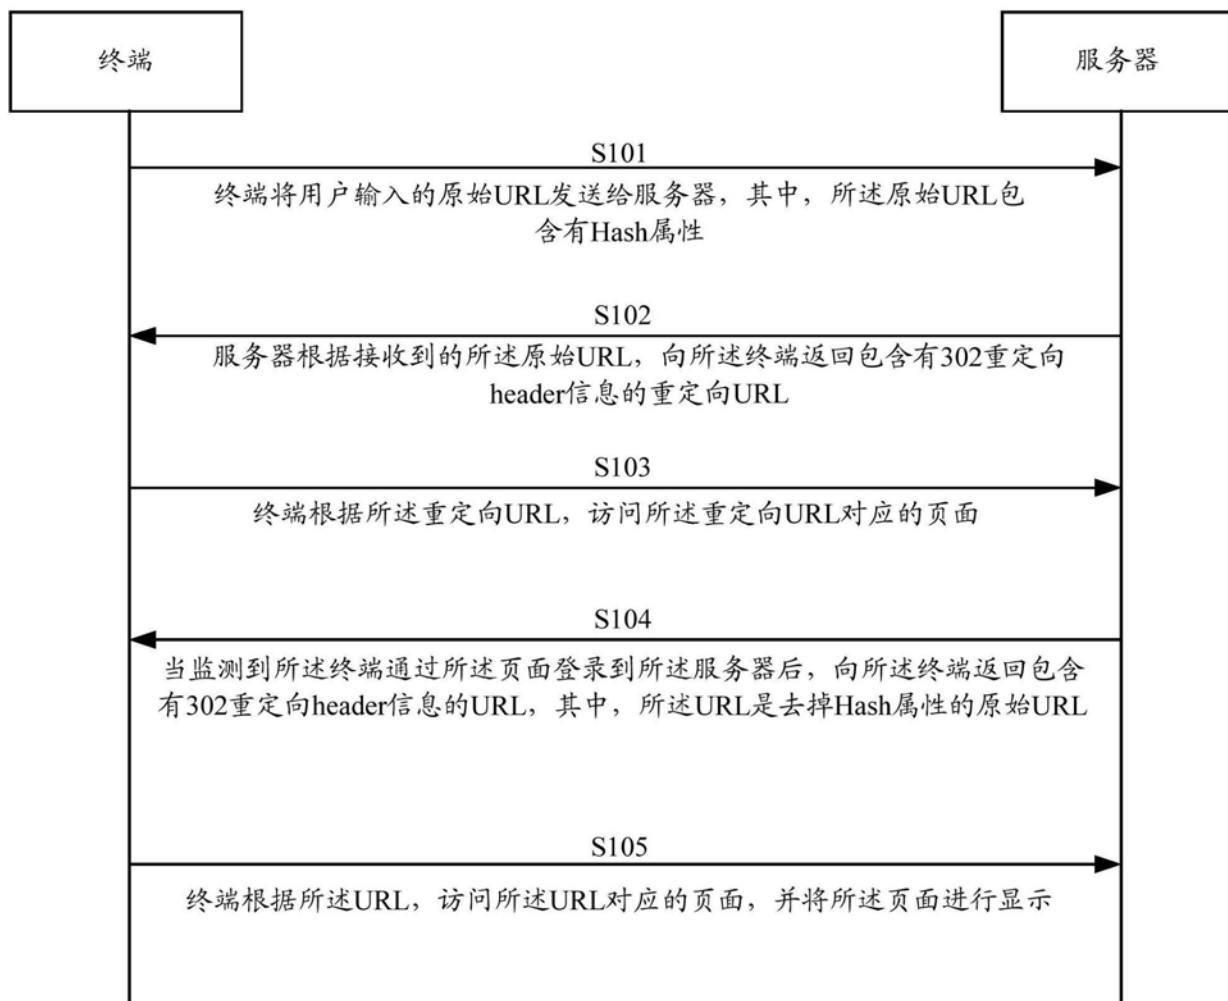 终端
服务器
S101
终端将用户输入的原始URL发送给服务器，其中，所述原始URL包
含有Hash属性
S102
服务器根据接收到的所述原始URL，向所述终端返回包含有302重定向
header信息的重定向URL
S103
终端根据所述重定向URL，访问所述重定向URL对应的页面
S104
当监测到所述终端通过所述页面登录到所述服务器后，向所述终端返回包含
有302重定向header信息的URL，其中，所述URL是去掉Hash属性的原始URL
S105
终端根据所述URL，访问所述URL对应的页面，并将所述页面进行显示